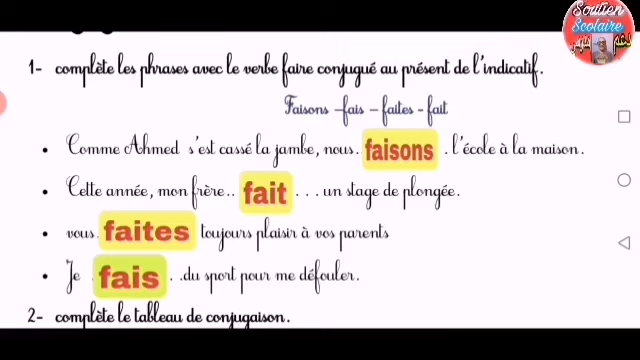 Soutien
Scolaire
1- complète les phrases avec le verbe faire conjugué au présent de l'indicatif.
Faisons -fais - faites - fait
• Comme Ahmed s'est cassé la jambe, nous. faisons . l'école à la maison.
• Cette année, mon frère.. fait ... un stage de plongée.
• vous. faites toujours plaisir à vos parents
• Je . fais . .du sport pour me défouler.
2- complète le tableau de conjugaison.